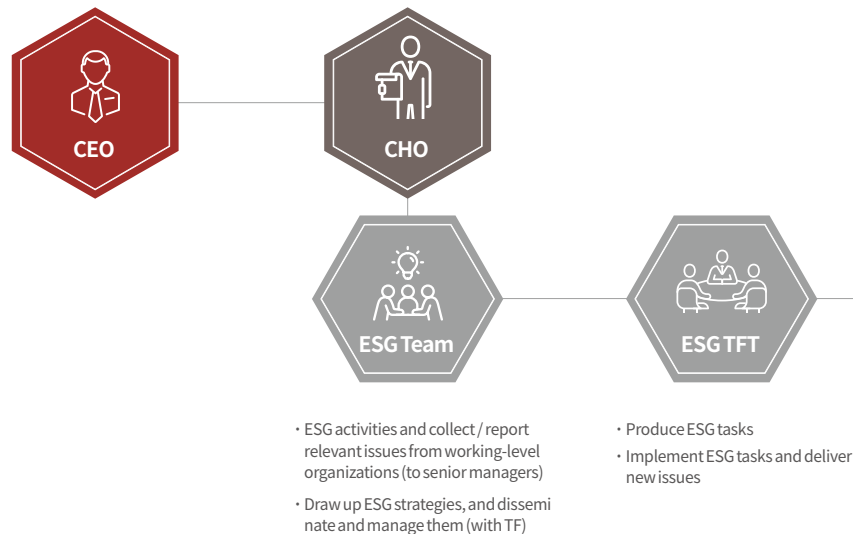 CEO
CHO
ESG Team
ESG TFT
· ESG activities and collect / report
relevant issues from working-level
organizations (to senior managers)
· Draw up ESG strategies, and dissemi
nate and manage them (with TF)
· Produce ESG tasks
· Implement ESG tasks and deliver
new issues